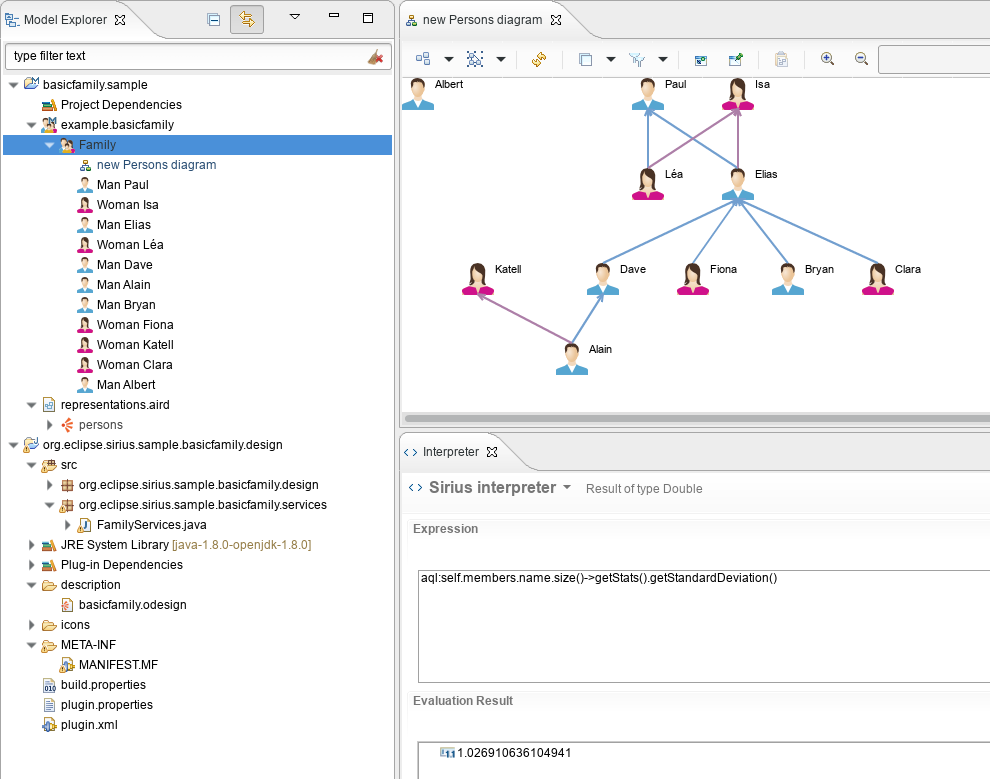 Model Explorer
type filter text
basicfamily.sample
Project Dependencies
example.basicfamily
Family
new Persons diagram
Man Paul
Woman Isa
Man Elias
Woman Léa
Man Dave
Man Alain
Man Bryan
Woman Fiona
Woman Katell
Woman Clara
Man Albert
representations.aird
persons
org.eclipse.sirius.sample.basicfamily.design
src
org.eclipse.sirius.sample.basicfamily.design
org.eclipse.sirius.sample.basicfamily.services
FamilyServices.java
JRE System Library [java-1.8.0-openjdk-1.8.0]
Plug-in Dependencies
description
basicfamily.odesign
icons
META-INF
MANIFEST.MF
build.properties
plugin.properties
plugin.xml
new Persons diagram
Albert
Paul
Isa
Léa
Elias
Katell
Dave
Fiona
Bryan
Clara
Alain
Interpreter
Sirius interpreter
Result of type Double
Expression
aql:self.members.name.size()->getStats().getStandardDeviation()
Evaluation Result
1.026910636104941